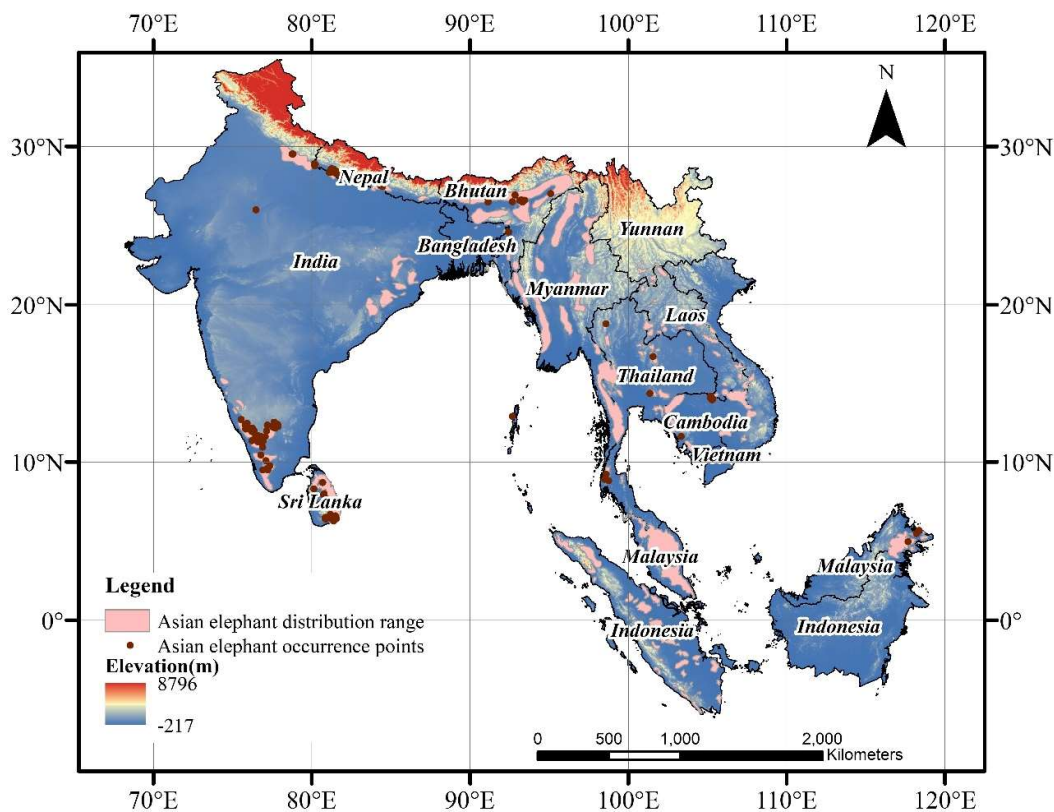 70°E 80°E 90°E 100°E 110°E 120°E
N
30°N 30°N
Nepal
Bhutan
Yunnan
Bangladesh
India
Myanmar
20°N 20°N
Laos
Thailand
Cambodia
Vietnam
10°N 10°N
Sri Lanka
Malaysia
Malaysia
Legend
Asian elephant distribution range
0° 0°
Indonesia
Indonesia
Asian elephant occurrence points
Elevation(m)
8796
-217
0 500 1,000 2,000
Kilometers
70°E 80°E 90°E 100°E 110°E 120°E